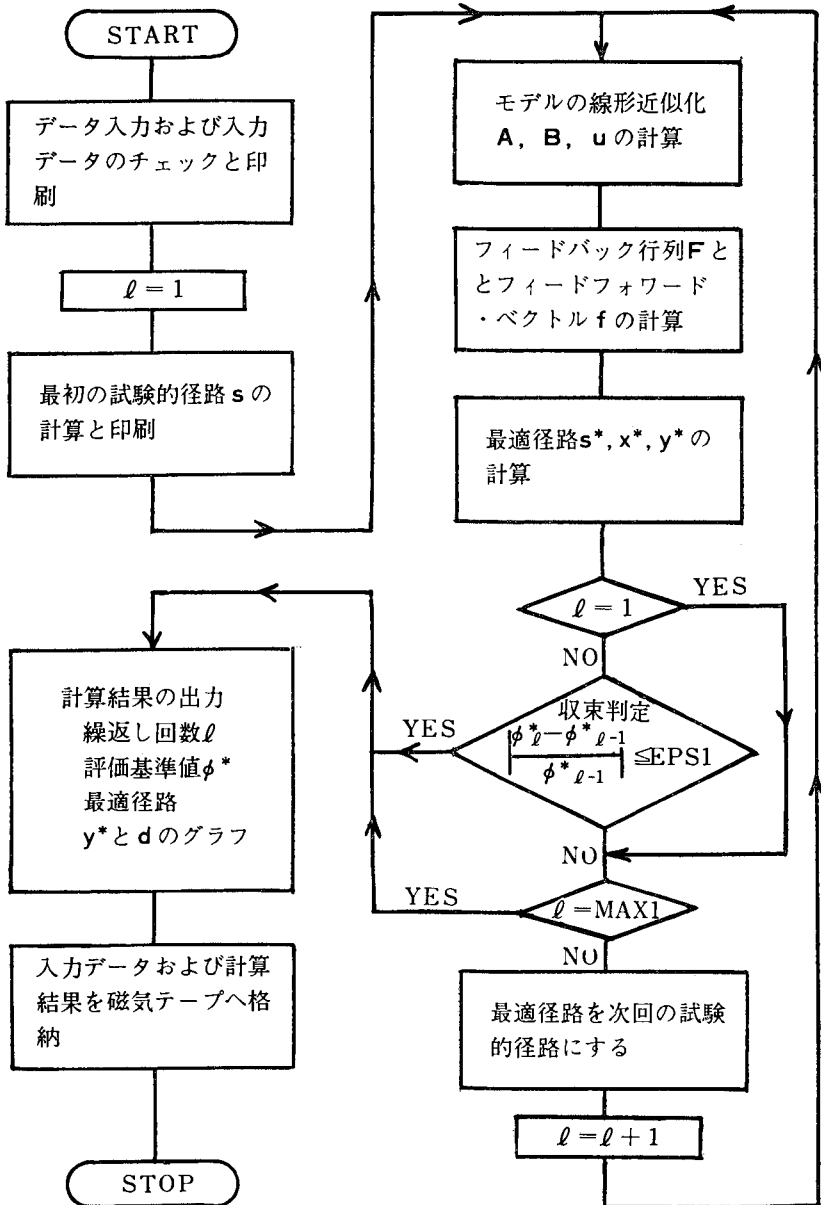 START
データ入力および入力
データのチェックと印
刷
ℓ = 1
最初の試験的径路 s の
計算と印刷
モデルの線形近似化
A, B, u の計算
フィードバック行列Fと
とフィードフォワード
・ベクトル f の計算
最適径路s*, x*, y* の
計算
ℓ = 1
YES
NO
収束判定
|ϕ*ℓ−ϕ*ℓ-1 / ϕ*ℓ-1| ≦EPS1
YES
NO
ℓ =MAX1
YES
NO
最適径路を次回の試験
的径路にする
ℓ = ℓ + 1
計算結果の出力
繰返し回数ℓ
評価基準値ϕ*
最適径路
y* と d のグラフ
入力データおよび計算
結果を磁気テープへ格
納
STOP